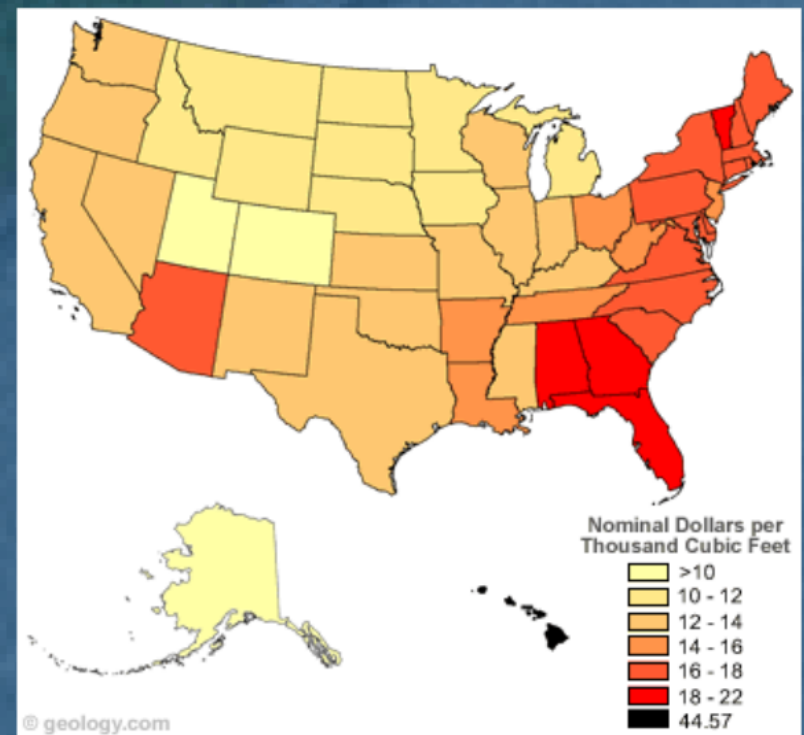 Nominal Dollars per
Thousand Cubic Feet
>10
10 - 12
12 - 14
14 - 16
16 - 18
18 - 22
44.57
© geology.com